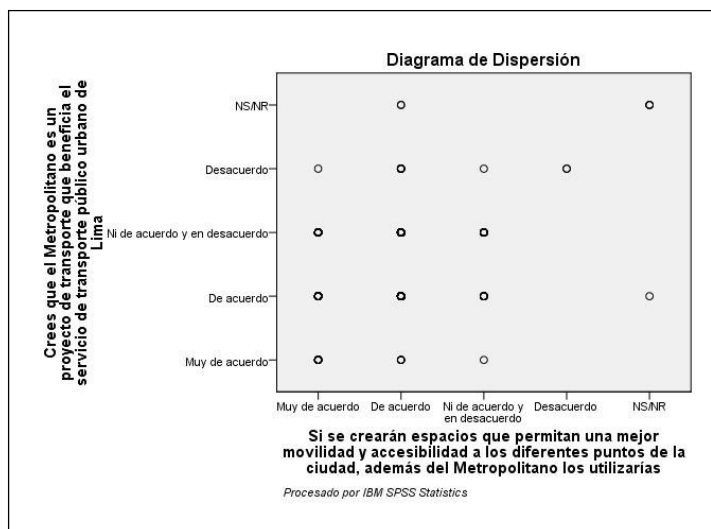 Diagrama de Dispersión
Crees que el Metropolitano es un
proyecto de transporte que beneficia el
servicio de transporte público urbano de
Lima
NS/NR
Desacuerdo
Ni de acuerdo y en desacuerdo
De acuerdo
Muy de acuerdo
Muy de acuerdo
De acuerdo
Ni de acuerdo y
en desacuerdo
Desacuerdo
NS/NR
Si se crearán espacios que permitan una mejor
movilidad y accesibilidad a los diferentes puntos de la
ciudad, además del Metropolitano los utilizarías
Procesado por IBM SPSS Statistics